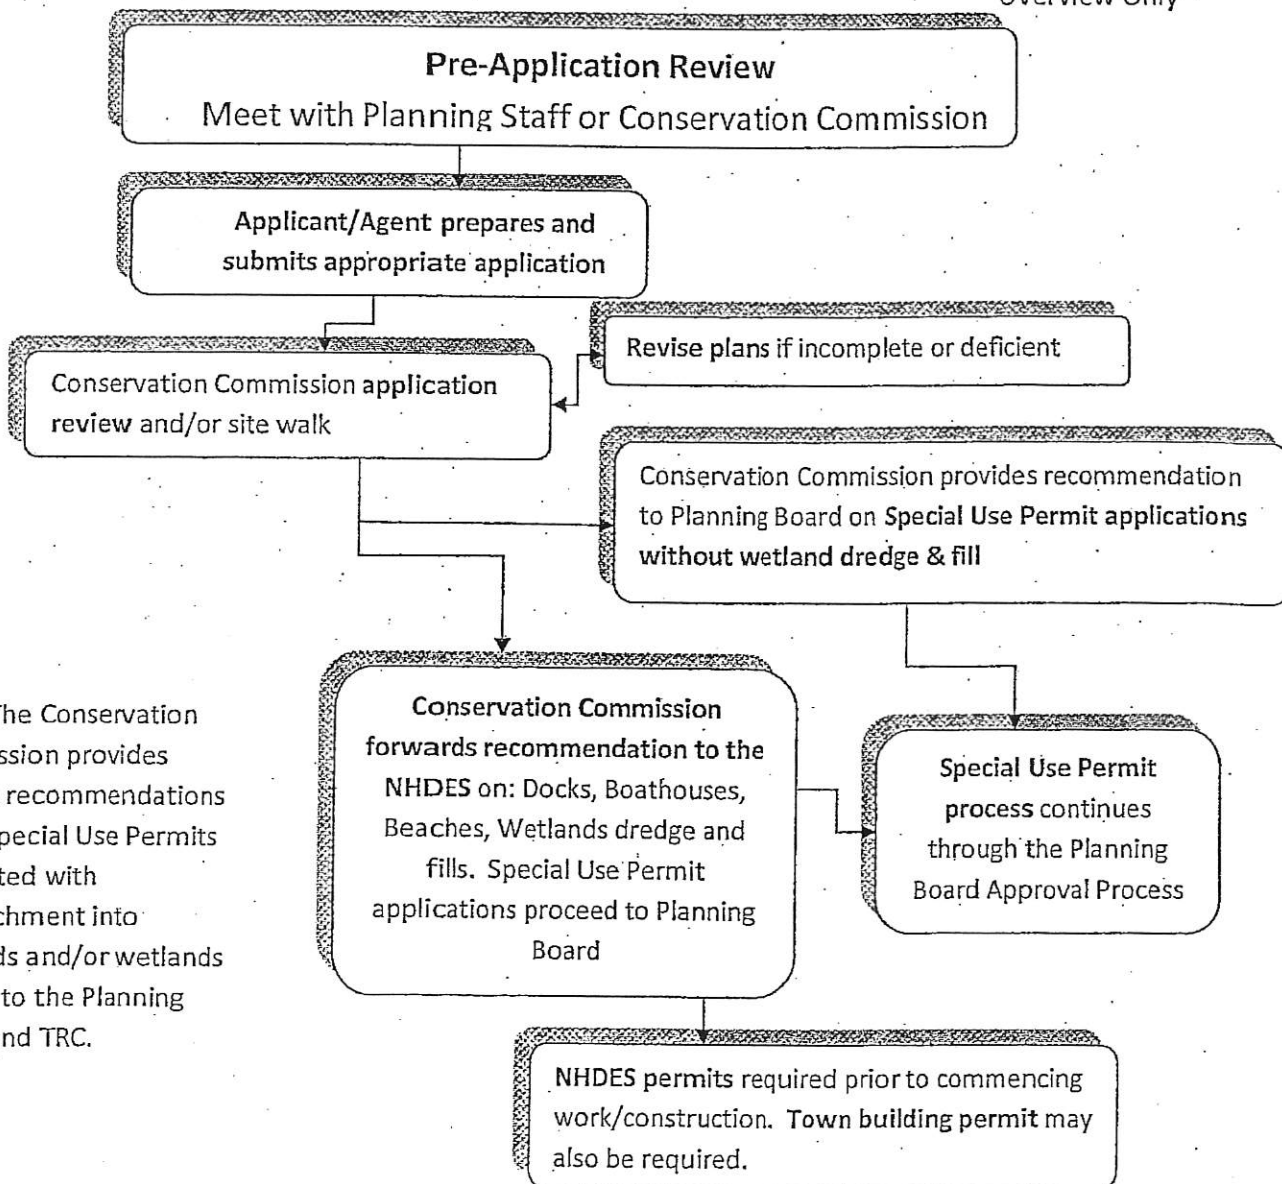 Overview Only
Pre-Application Review
Meet with Planning Staff or Conservation Commission
Applicant/Agent prepares and
submits appropriate application
Revise plans if incomplete or deficient
Conservation Commission application
review and/or site walk
Conservation Commission provides recommendation
to Planning Board on Special Use Permit applications
without wetland dredge & fill
Conservation Commission
forwards recommendation to the
NHDES on: Docks, Boathouses,
Beaches, Wetlands dredge and
fills. Special Use Permit
applications proceed to Planning
Board
Special Use Permit
process continues
through the Planning
Board Approval Process
he Conservation
ssion provides
recommendations
pecial Use Permits
ted with
chment into
ds and/or wetlands
to the Planning
nd TRC.
NHDES permits required prior to commencing
work/construction. Town building permit may
also be required.